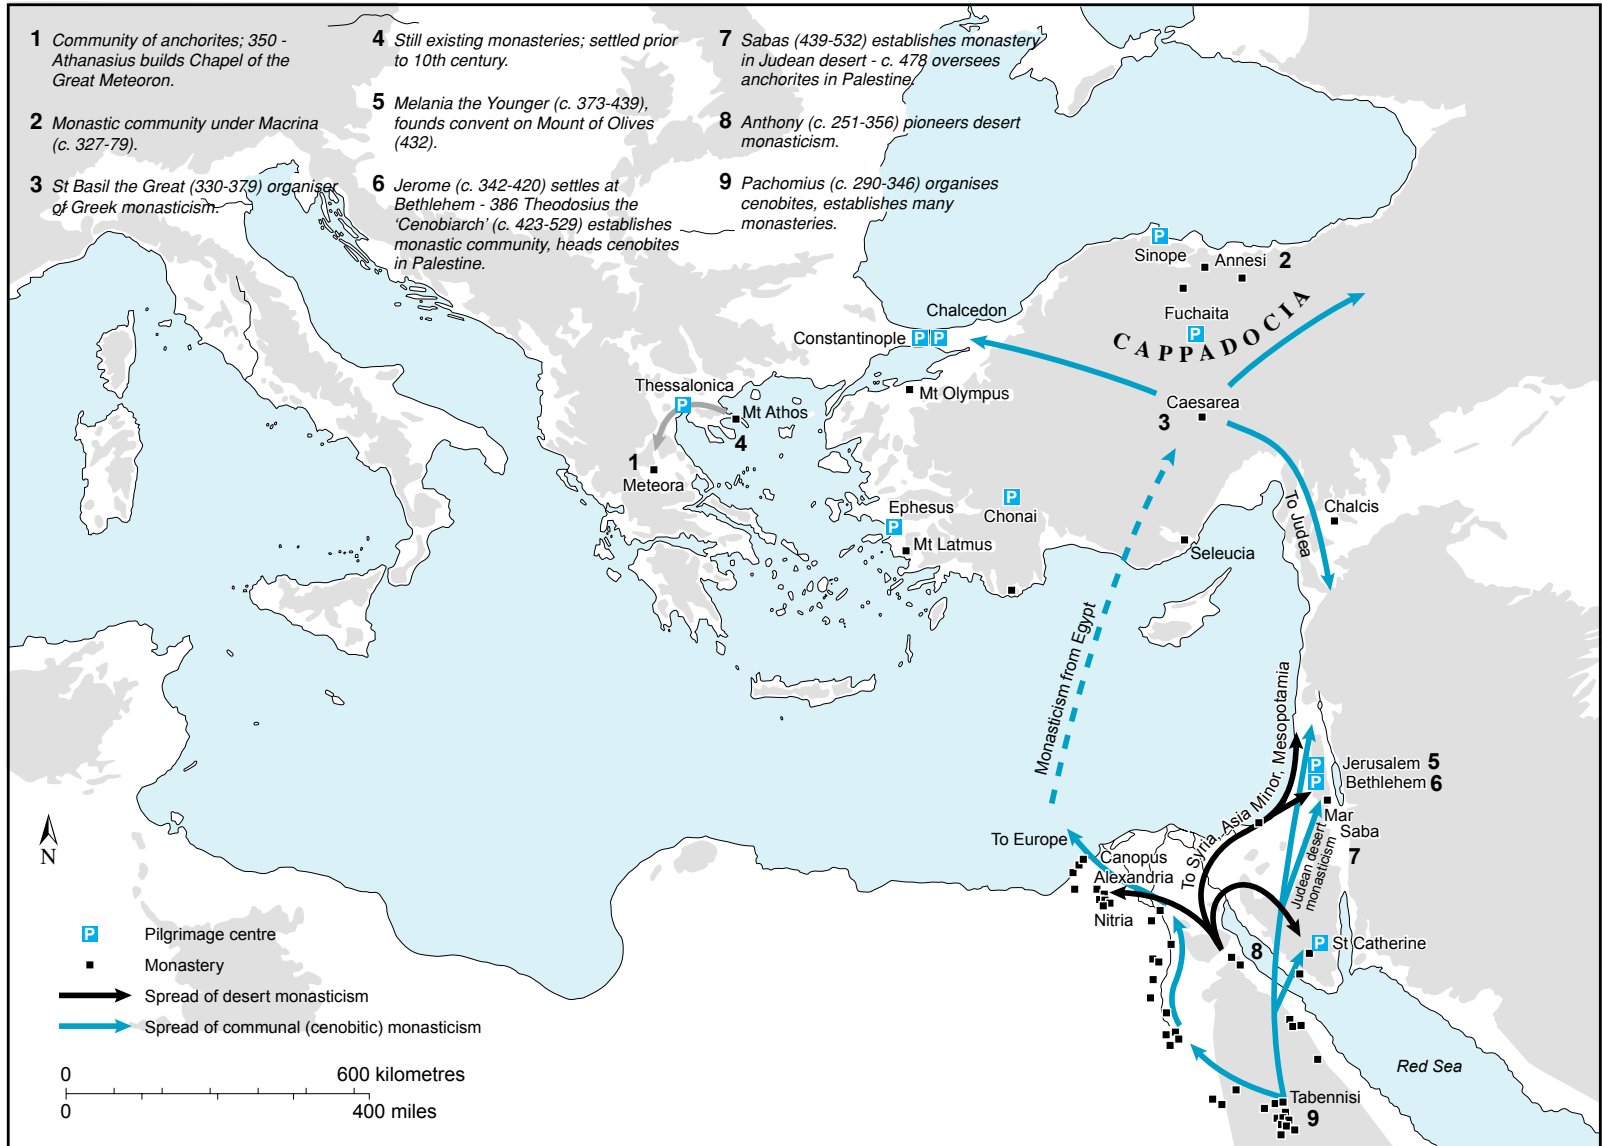 1 Community of anchorites; 350 -
Athanasius builds Chapel of the
Great Meteoron.
2 Monastic community under Macrina
(c. 327-79).
3 St Basil the Great (330-379) organiser
of Greek monasticism.
4 Still existing monasteries; settled prior
to 10th century.
5 Melania the Younger (c. 373-439),
founds convent on Mount of Olives
(432).
6 Jerome (c. 342-420) settles at
Bethlehem - 386 Theodosius the
'Cenobiarch' (c. 423-529) establishes
monastic community, heads cenobites
in Palestine.
7 Sabas (439-532) establishes monastery
in Judean desert - c. 478 oversees
anchorites in Palestine.
8 Anthony (c. 251-356) pioneers desert
monasticism.
9 Pachomius (c. 290-346) organises
cenobites, establishes many
monasteries.
P
Sinope
Annesi 2
Fuchaita
P
CAPPADOCIA
Chalcedon
Constantinople P P
Thessalonica
P
Mt Athos
4
Mt Olympus
Caesarea
3
1
Meteora
P
Chonai
Ephesus
P
Mt Latmus
Seleucia
Chalcis
To Judea
Monasticism from Egypt
To Syria, Asia Minor, Mesopotamia
P Jerusalem 5
P Bethlehem 6
Mar
Saba
7
Judean desert
monasticism
To Europe
Canopus
Alexandria
Nitria
8
P St Catherine
Red Sea
Tabennisi
9
N
P Pilgrimage centre
Monastery
Spread of desert monasticism
Spread of communal (cenobitic) monasticism
0 600 kilometres
0 400 miles